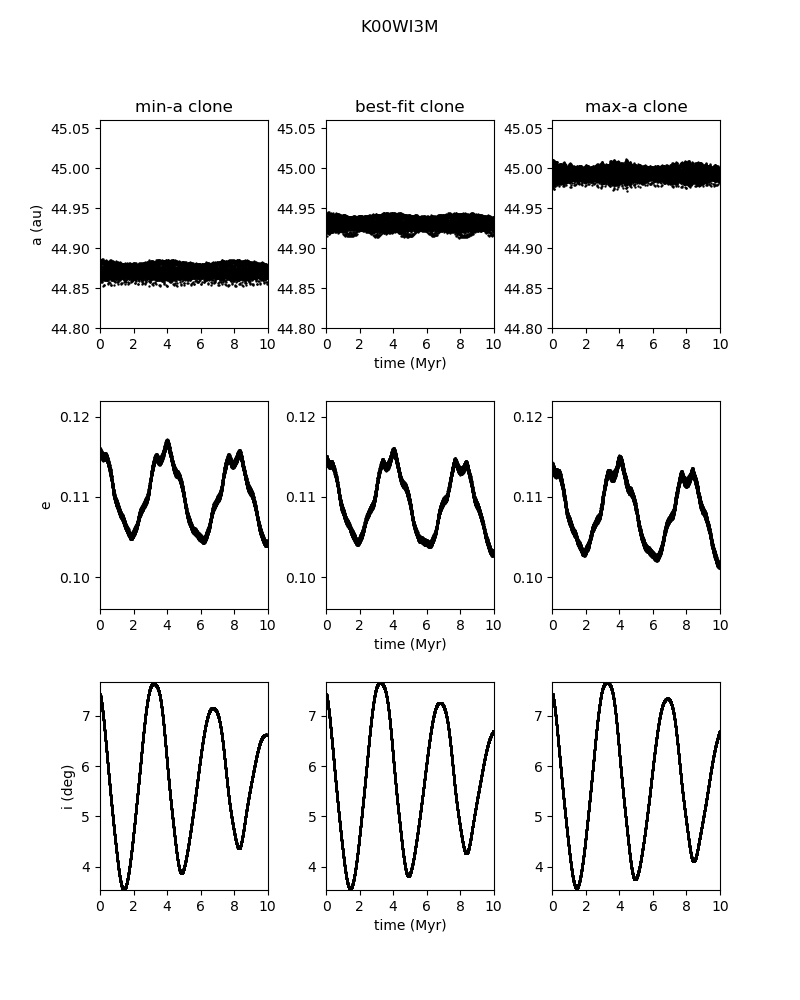 K00WI3M
min-a clone best-fit clone max-a clone
45.05 45.05 45.05
45.00 45.00 45.00
44.95 44.95 44.95
a (au)
44.90 44.90 44.90
44.85 44.85 44.85
44.80 44.80 44.80
0 2 4 6 8 10 0 2 4 6 8 10 0 2 4 6 8 10
time (Myr)
0.12 0.12 0.12
0.11 0.11 0.11
e
0.10 0.10 0.10
0 2 4 6 8 10 0 2 4 6 8 10 0 2 4 6 8 10
time (Myr)
7 7 7
6 6 6
i (deg)
5 5 5
4 4 4
0 2 4 6 8 10 0 2 4 6 8 10 0 2 4 6 8 10
time (Myr)